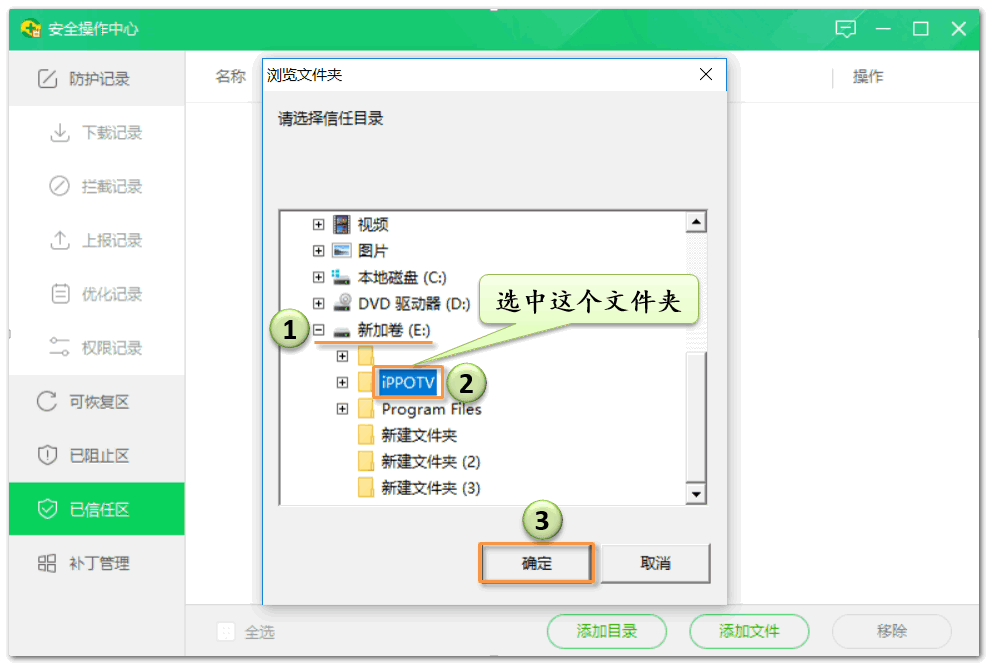 安全操作中心
防护记录
下载记录
拦截记录
上报记录
优化记录
权限记录
可恢复区
已阻止区
已信任区
补丁管理
名称
操作
浏览文件夹
请选择信任目录
视频
图片
本地磁盘 (C:)
DVD 驱动器 (D:)
选中这个文件夹
1
新加卷 (E:)
iPPOTV
2
Program Files
新建文件夹
新建文件夹 (2)
新建文件夹 (3)
3
确定
取消
全选
添加目录
添加文件
移除